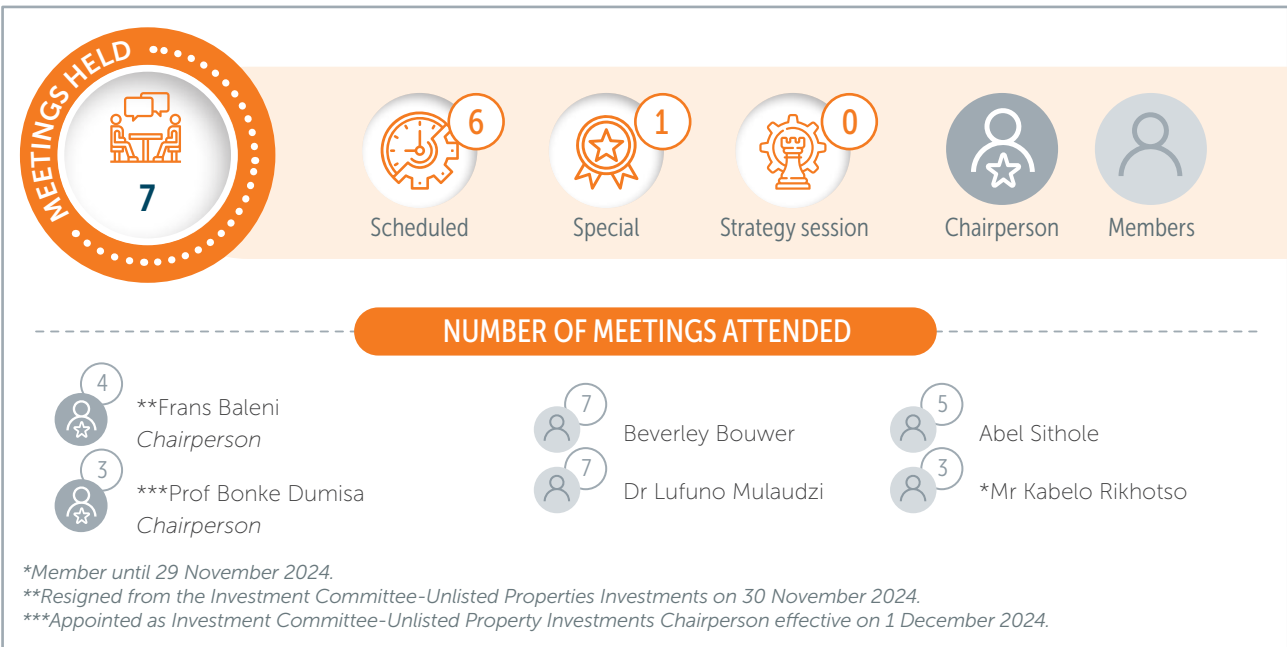 MEETINGS HELD
7
6
Scheduled
1
Special
0
Strategy session
Chairperson
Members
NUMBER OF MEETINGS ATTENDED
4
**Frans Baleni
Chairperson
3
***Prof Bonke Dumisa
Chairperson
7
Beverley Bouwer
7
Dr Lufuno Mulaudzi
5
Abel Sithole
3
*Mr Kabelo Rikhotso
*Member until 29 November 2024.
**Resigned from the Investment Committee-Unlisted Properties Investments on 30 November 2024.
***Appointed as Investment Committee-Unlisted Property Investments Chairperson effective on 1 December 2024.